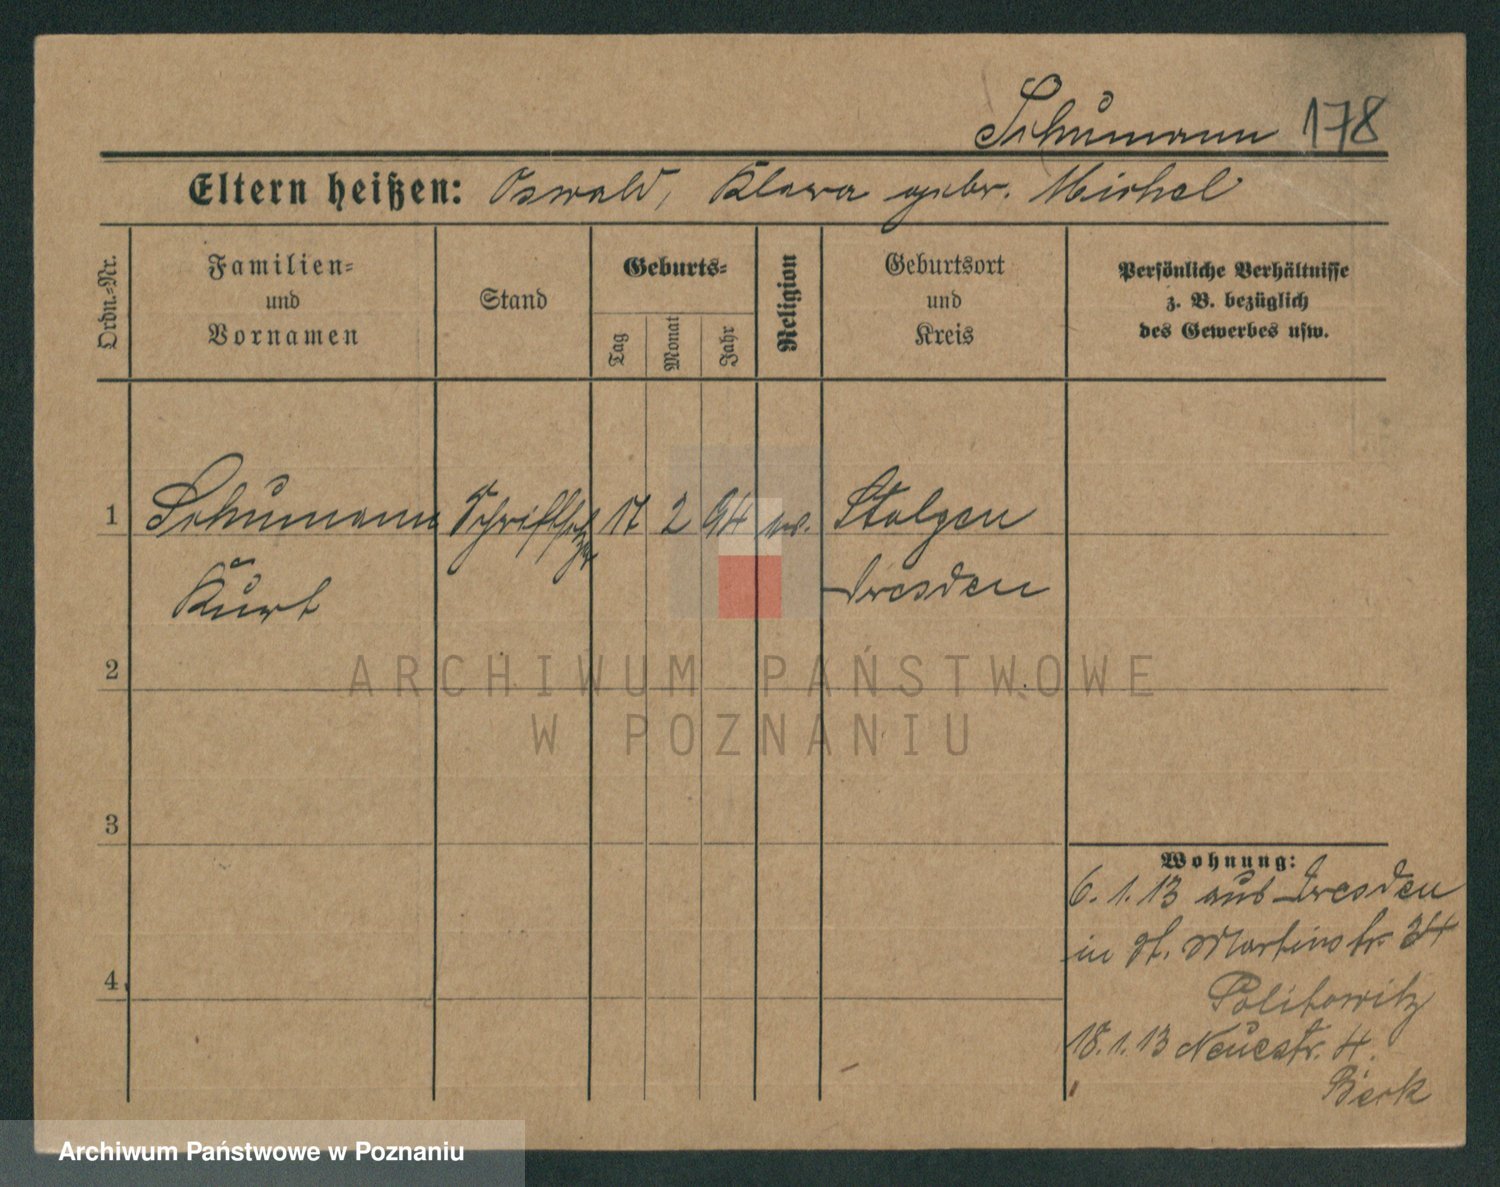 Schumann 178
Eltern heißen: Oswald, Klara gebr. Michel
Ordn.=Nr.
Familien=
und
Vornamen
Stand
Geburts=
Tag
Monat
Jahr
Religion
Geburtsort
und
Kreis
Persönliche Verhältnisse
z. B. bezüglich
des Gewerbes usw.
1 Schumann Schriftsetzer 17 2 94 ev. Stolpen
Kurt Dresden
2
3
4
Wohnung:
6. 1. 13 aus Dresden
in St. Martinstr 34
Politowitz
18. 1. 13 Neuestr. 4.
Berk
ARCHIWUM PAŃSTWOWE
W POZNANIU
Archiwum Państwowe w Poznaniu